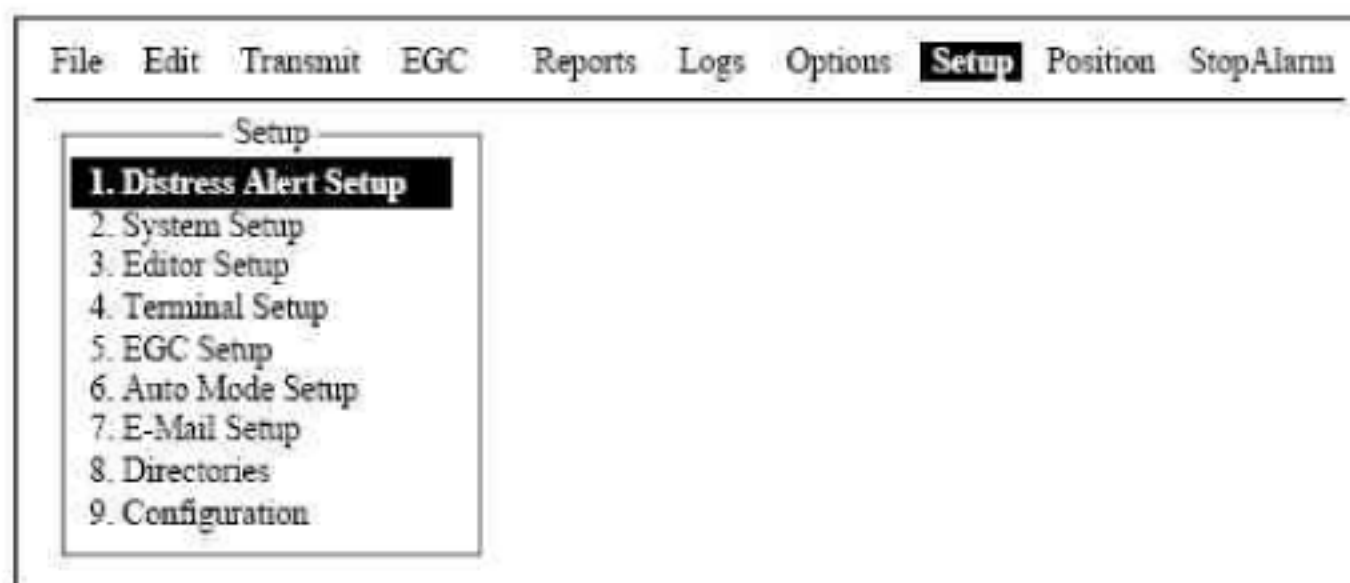 File Edit Transmit EGC Reports Logs Options Setup Position StopAlarm
Setup
1. Distress Alert Setup
2. System Setup
3. Editor Setup
4. Terminal Setup
5. EGC Setup
6. Auto Mode Setup
7. E-Mail Setup
8. Directories
9. Configuration